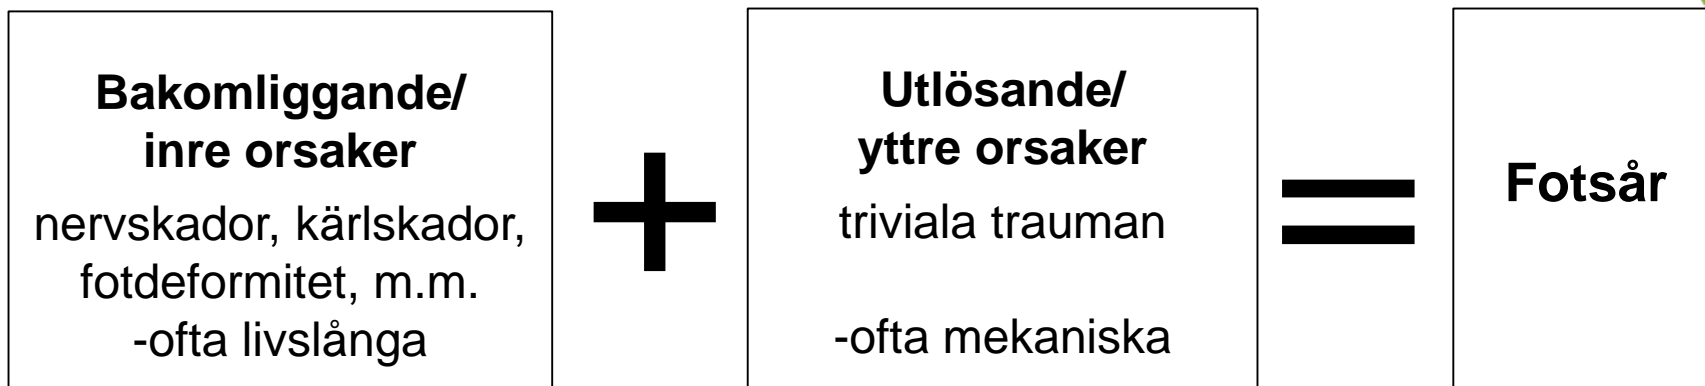 Bakomliggande/
inre orsaker
nervskador, kärlskador,
fotdeformitet, m.m.
-ofta livslånga
+
Utlösande/
yttre orsaker
triviala trauman
-ofta mekaniska
=
Fotsår